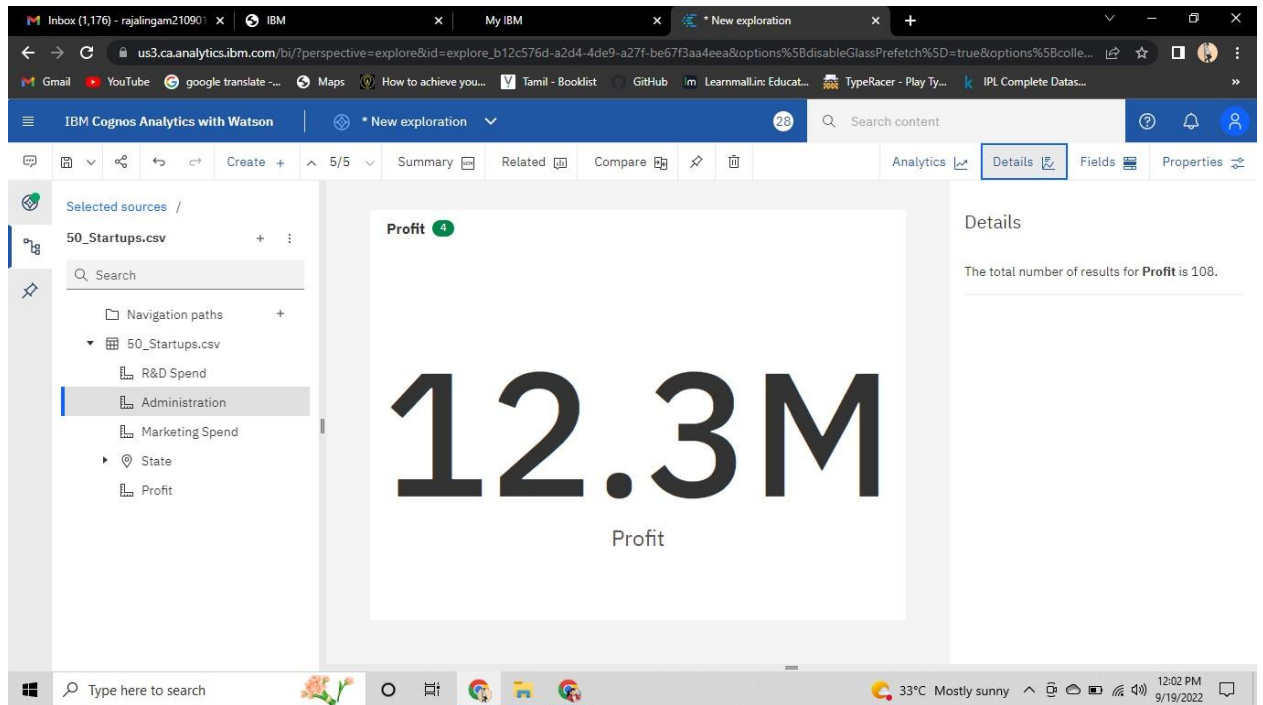 Inbox (1,176) - rajalingam210901
IBM
My IBM
* New exploration
us3.ca.analytics.ibm.com/bi/?perspective=explore&id=explore_b12c576d-a2d4-4de9-a27f-be67f3aa4eea&options%5BdisableGlassPrefetch%5D=true&options%5Bcolle...
Gmail YouTube google translate -... Maps How to achieve you... Tamil - Booklist GitHub Learnmall.in: Educat... TypeRacer - Play Ty... IPL Complete Datas... »
IBM Cognos Analytics with Watson * New exploration 28 Search content
Create + 5/5 Summary Related Compare Analytics Details Fields Properties
Selected sources /
50_Startups.csv
Search
Navigation paths
50_Startups.csv
R&D Spend
Administration
Marketing Spend
State
Profit
Profit 4
12.3M
Profit
Details
The total number of results for Profit is 108.
Type here to search
33°C Mostly sunny
12:02 PM
9/19/2022